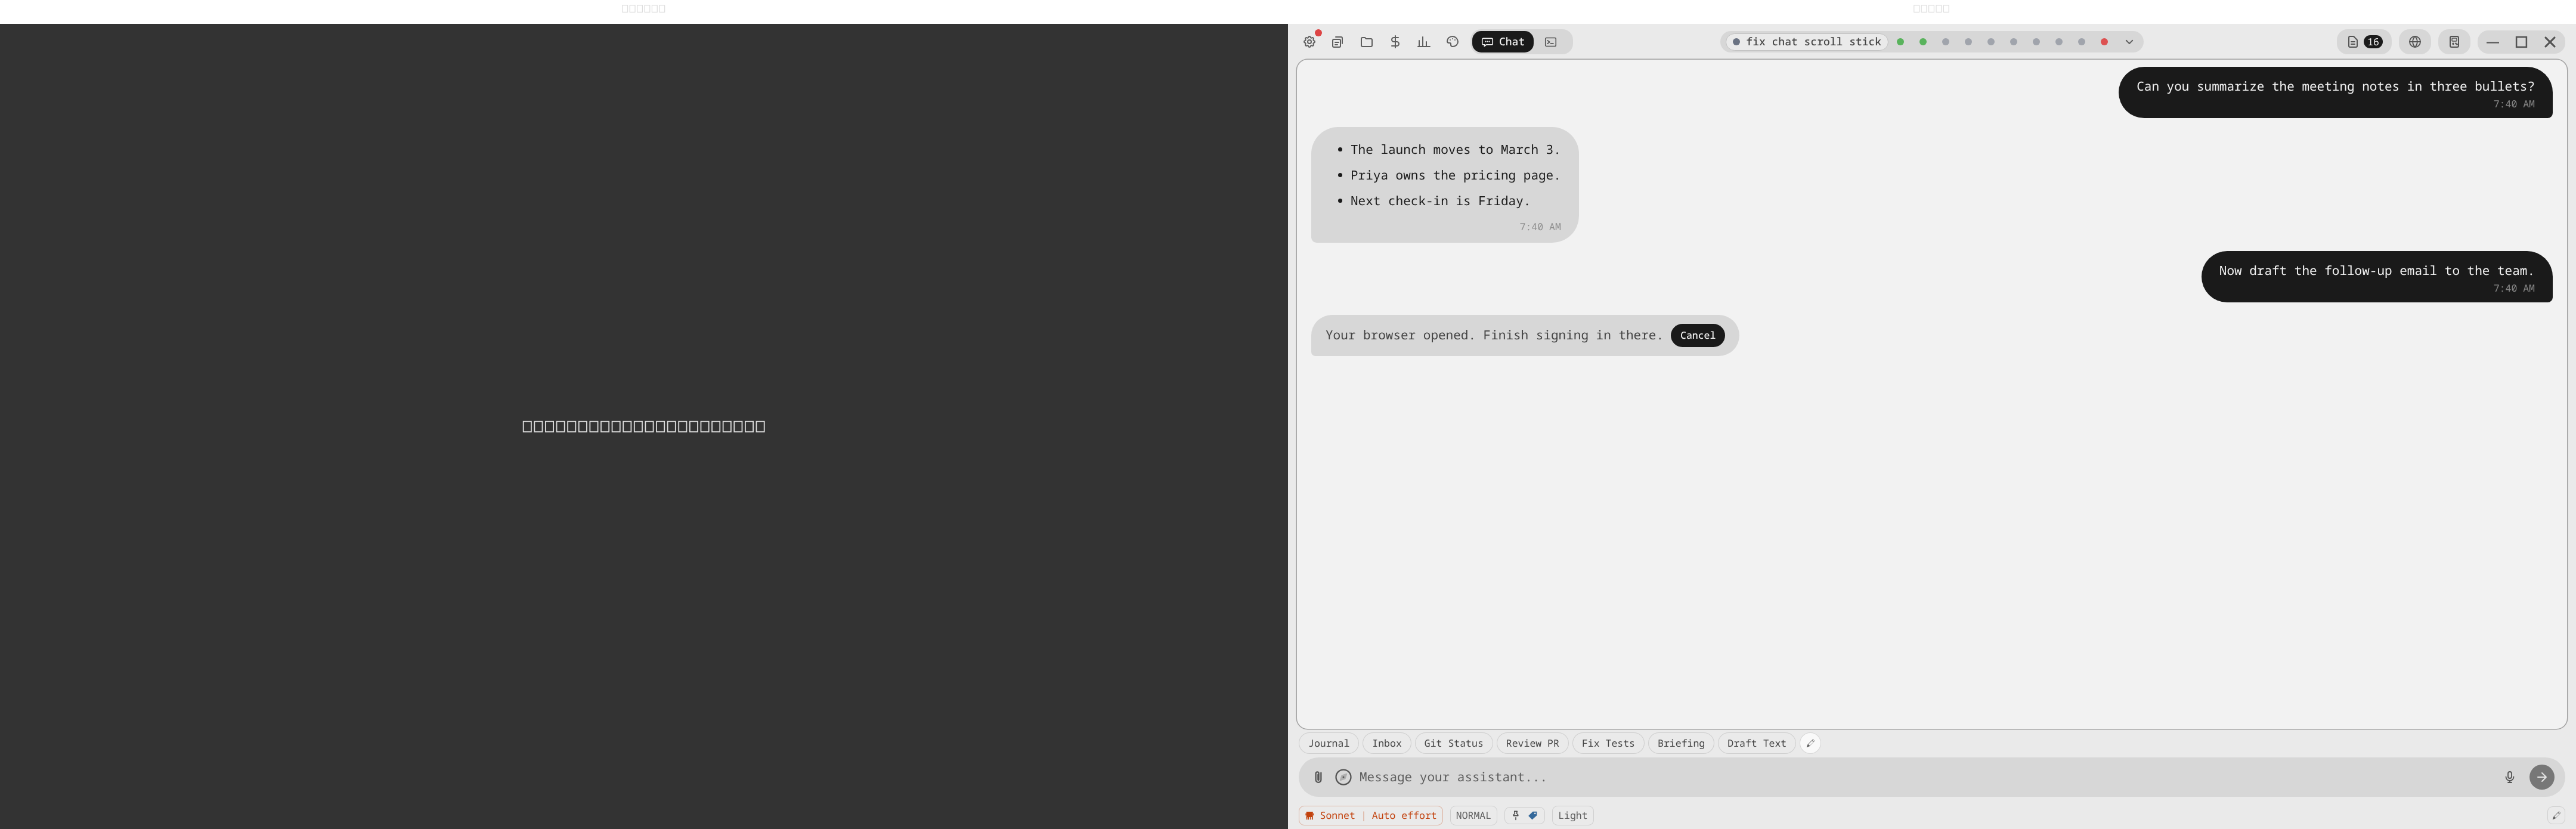 Chat
fix chat scroll stick
16
Can you summarize the meeting notes in three bullets?
7:40 AM
• The launch moves to March 3.
• Priya owns the pricing page.
• Next check-in is Friday.
7:40 AM
Now draft the follow-up email to the team.
7:40 AM
Your browser opened. Finish signing in there. Cancel
Journal Inbox Git Status Review PR Fix Tests Briefing Draft Text
Message your assistant...
Sonnet | Auto effort NORMAL Light